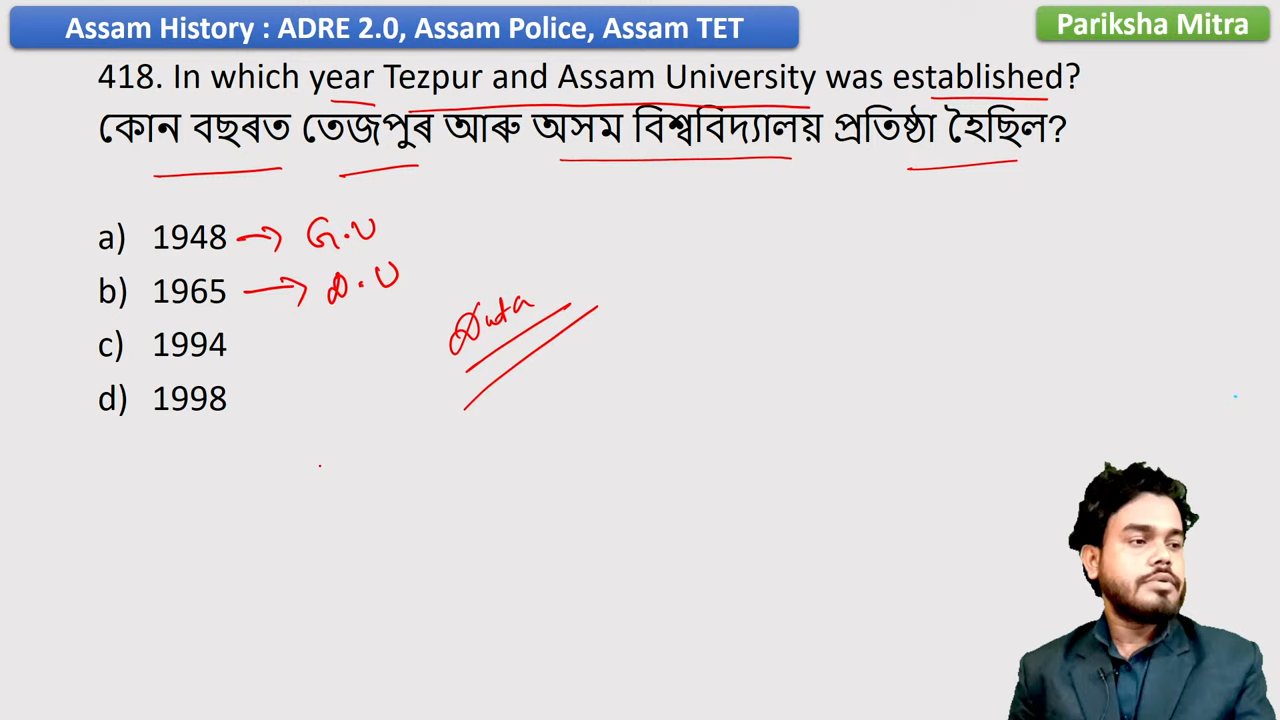 Assam History : ADRE 2.0, Assam Police, Assam TET
Pariksha Mitra
418. In which year Tezpur and Assam University was established?
কোন বছৰত তেজপুৰ আৰু অসম বিশ্ববিদ্যালয় প্ৰতিষ্ঠা হৈছিল?
a) 1948 → G.U
b) 1965 → D.U
c) 1994
d) 1998